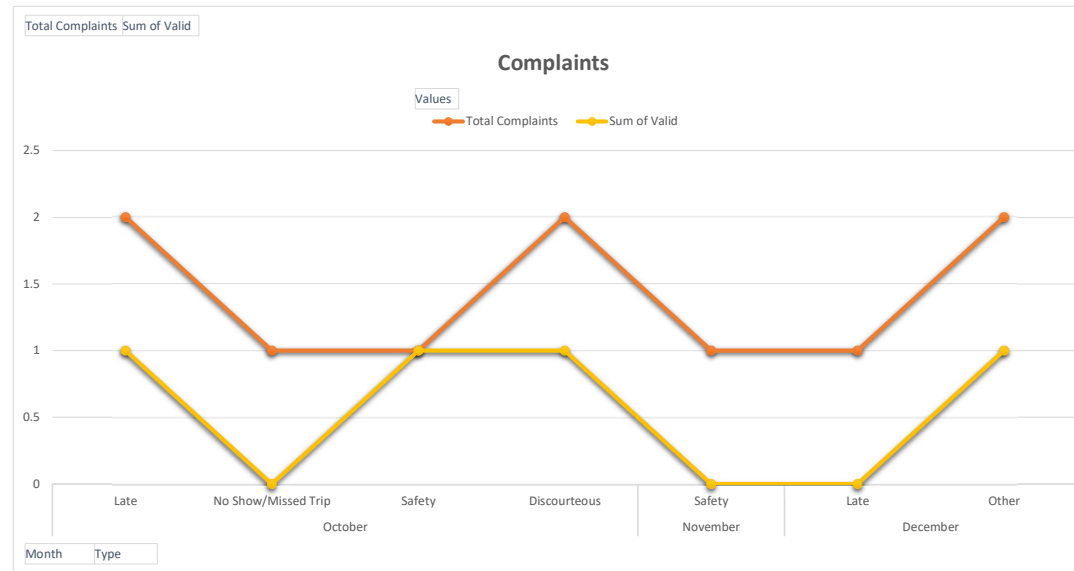 Total Complaints Sum of Valid
Complaints
Values
Total Complaints Sum of Valid
2.5
2
1.5
1
0.5
0
Late No Show/Missed Trip Safety Discourteous Safety Late Other
October November December
Month Type